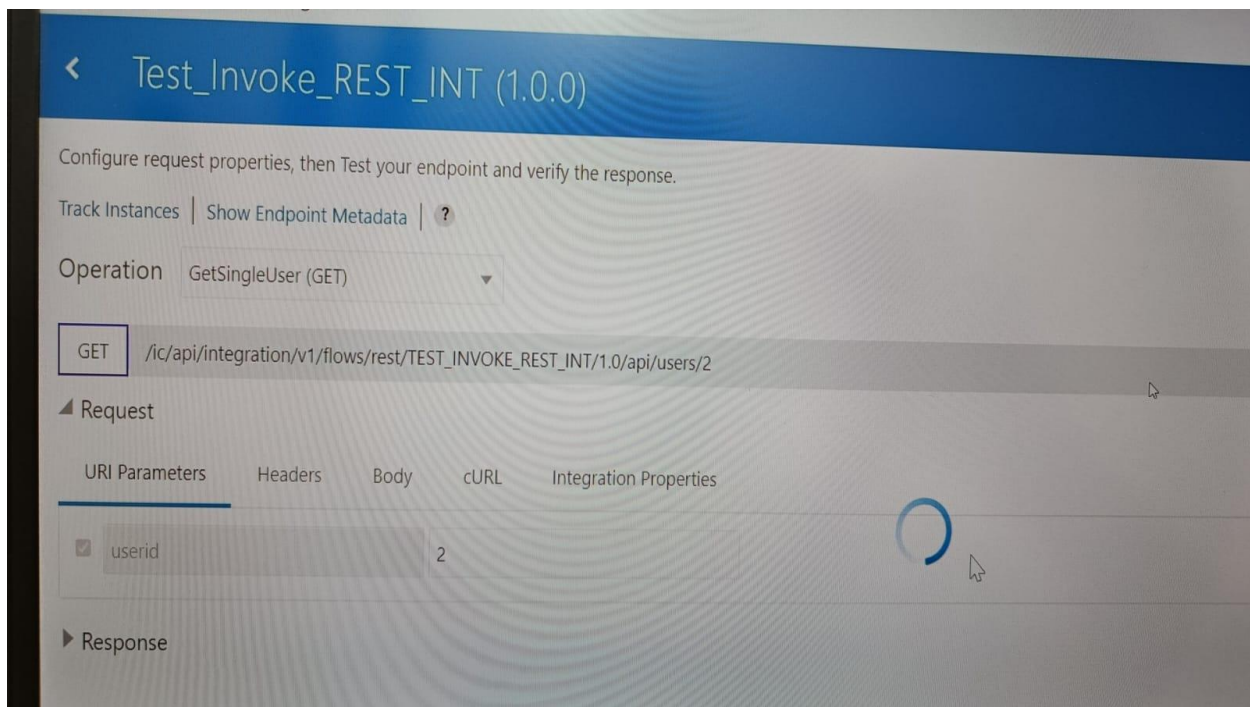 Test_Invoke_REST_INT (1.0.0)
Configure request properties, then Test your endpoint and verify the response.
Track Instances | Show Endpoint Metadata | ?
Operation GetSingleUser (GET)
GET /ic/api/integration/v1/flows/rest/TEST_INVOKE_REST_INT/1.0/api/users/2
Request
URI Parameters Headers Body cURL Integration Properties
userid 2
Response